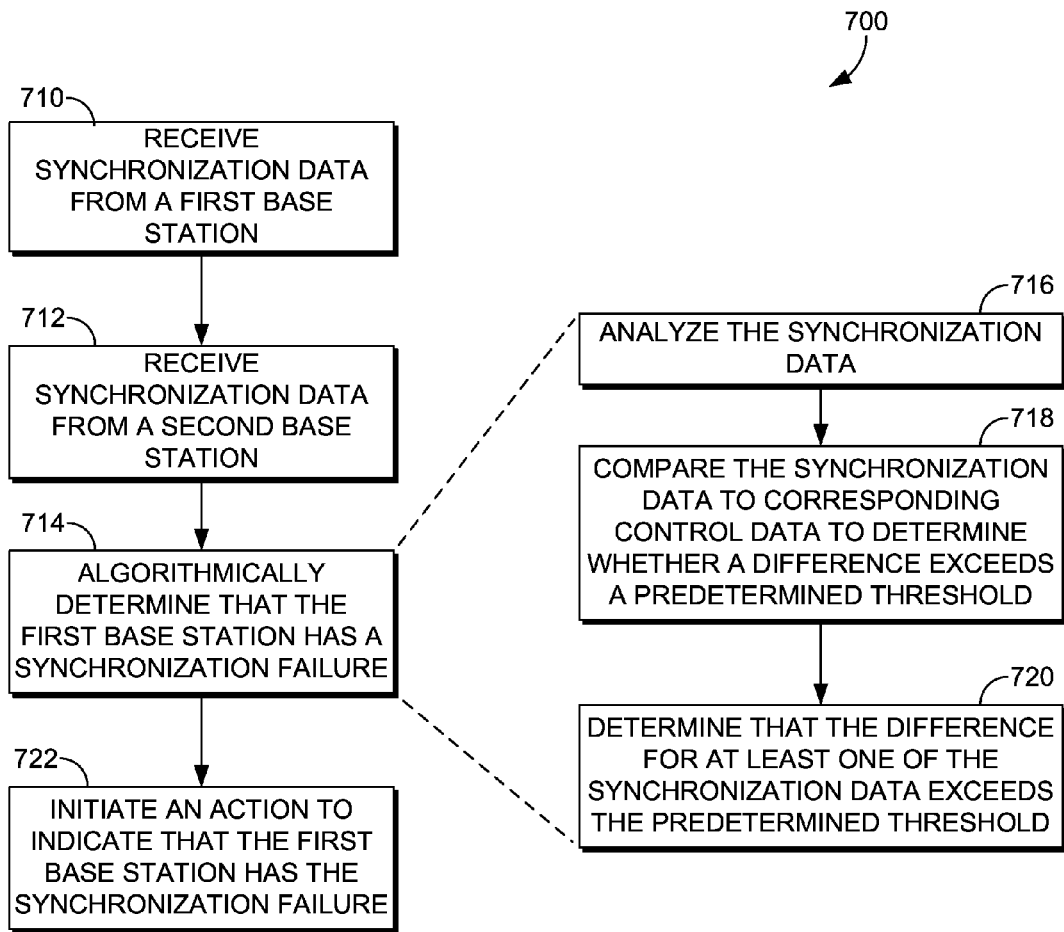 700
710
RECEIVE
SYNCHRONIZATION DATA
FROM A FIRST BASE
STATION
712
RECEIVE
SYNCHRONIZATION DATA
FROM A SECOND BASE
STATION
714
ALGORITHMICALLY
DETERMINE THAT THE
FIRST BASE STATION HAS A
SYNCHRONIZATION FAILURE
716
ANALYZE THE SYNCHRONIZATION
DATA
718
COMPARE THE SYNCHRONIZATION
DATA TO CORRESPONDING
CONTROL DATA TO DETERMINE
WHETHER A DIFFERENCE EXCEEDS
A PREDETERMINED THRESHOLD
720
DETERMINE THAT THE DIFFERENCE
FOR AT LEAST ONE OF THE
SYNCHRONIZATION DATA EXCEEDS
THE PREDETERMINED THRESHOLD
722
INITIATE AN ACTION TO
INDICATE THAT THE FIRST
BASE STATION HAS THE
SYNCHRONIZATION FAILURE